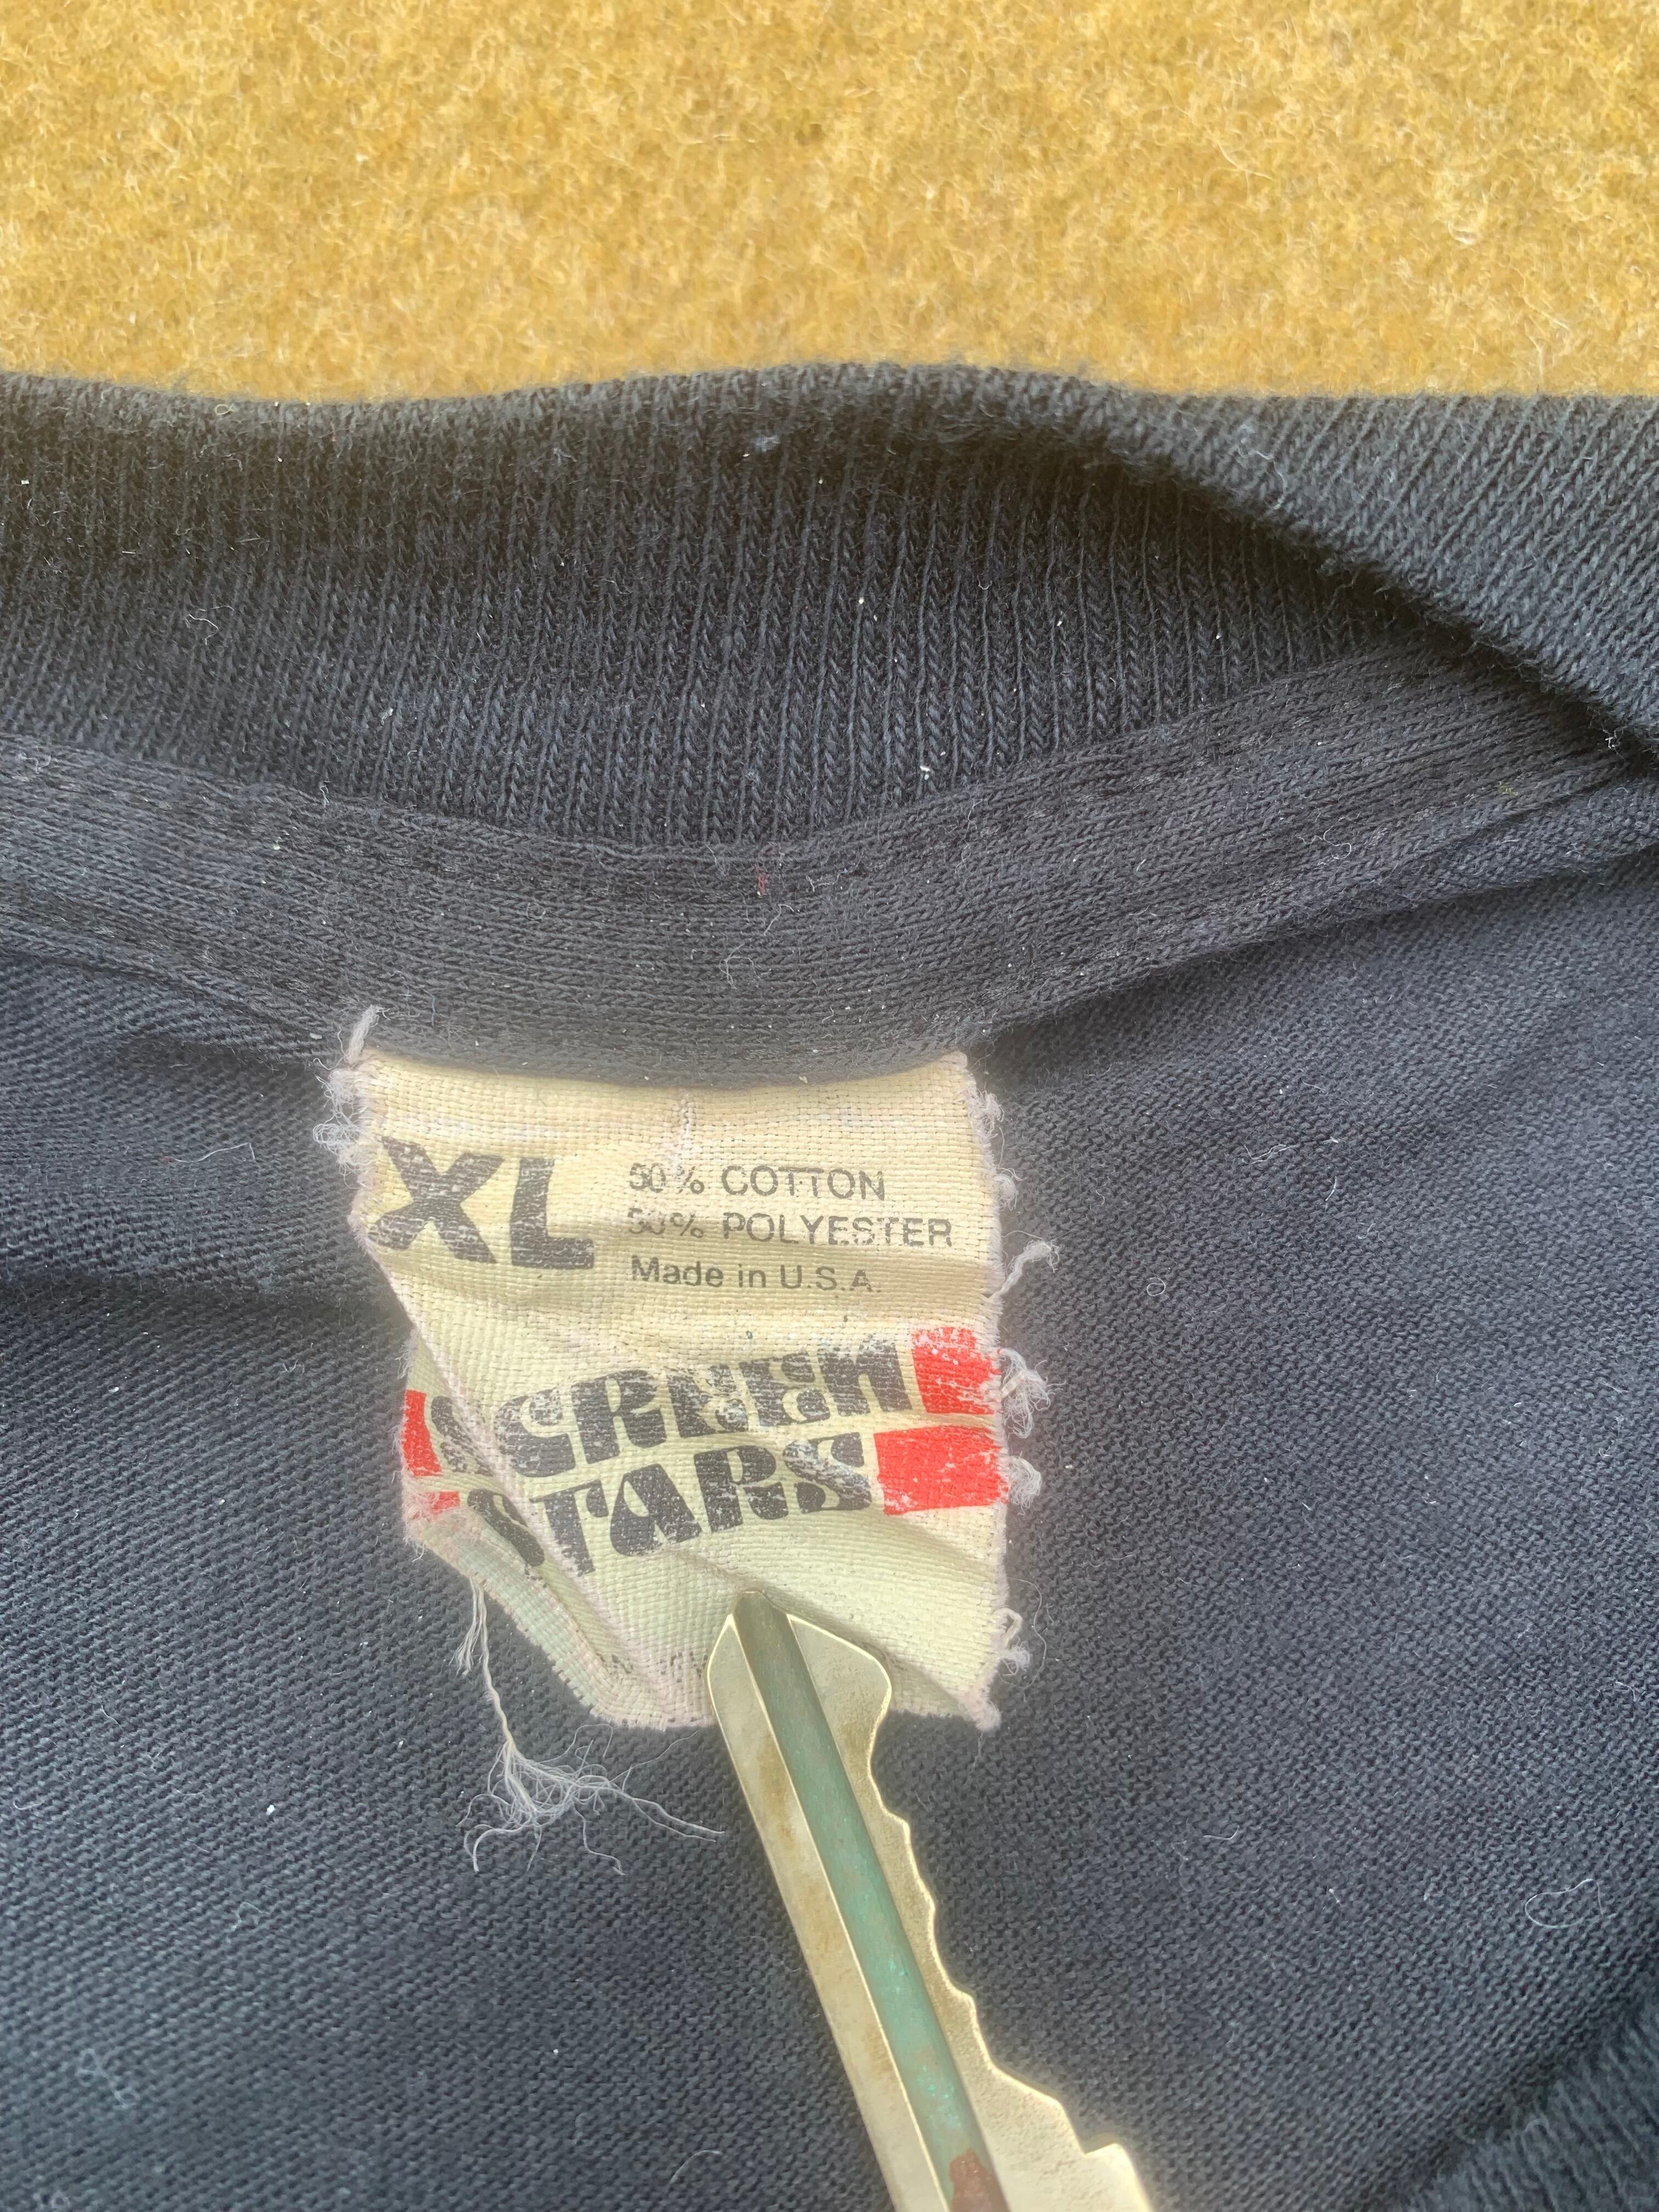 XL
50% COTTON
50% POLYESTER
Made in U.S.A.
SCREEN
STARS